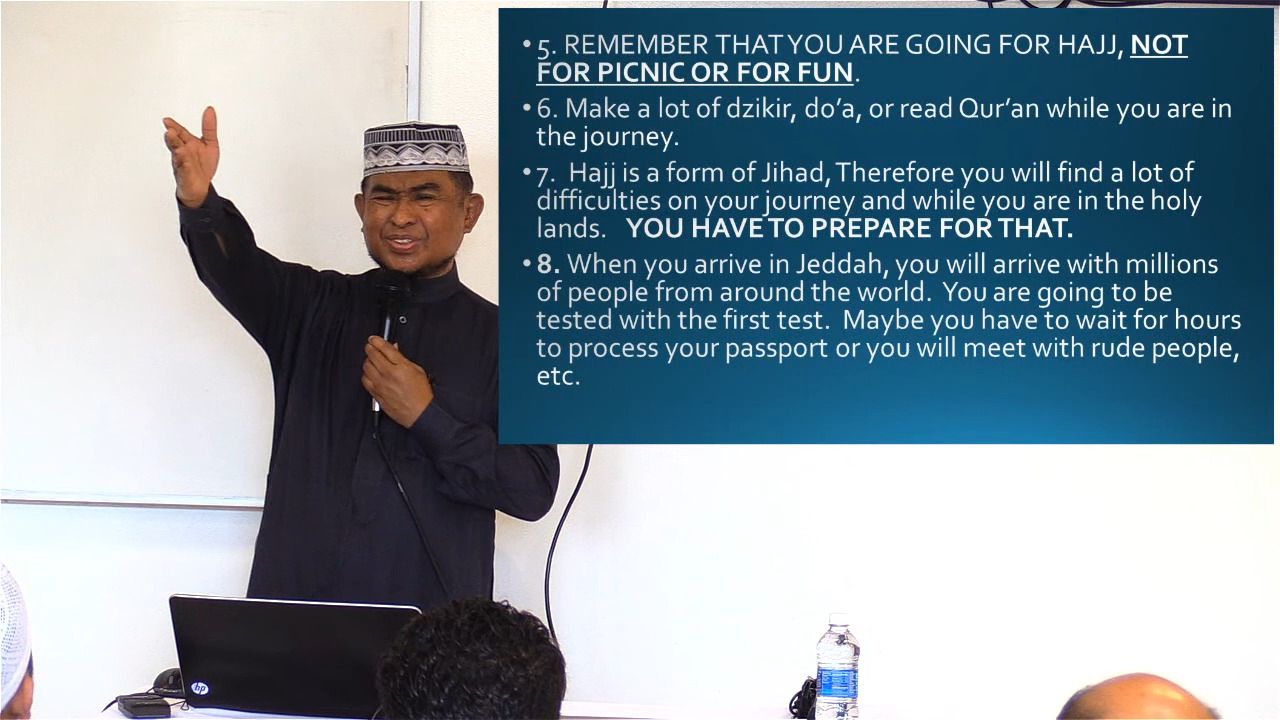 • 5. REMEMBER THAT YOU ARE GOING FOR HAJJ, NOT
FOR PICNIC OR FOR FUN.
• 6. Make a lot of dzikir, do’a, or read Qur’an while you are in
the journey.
• 7. Hajj is a form of Jihad, Therefore you will find a lot of
difficulties on your journey and while you are in the holy
lands. YOU HAVE TO PREPARE FOR THAT.
• 8. When you arrive in Jeddah, you will arrive with millions
of people from around the world. You are going to be
tested with the first test. Maybe you have to wait for hours
to process your passport or you will meet with rude people,
etc.
hp